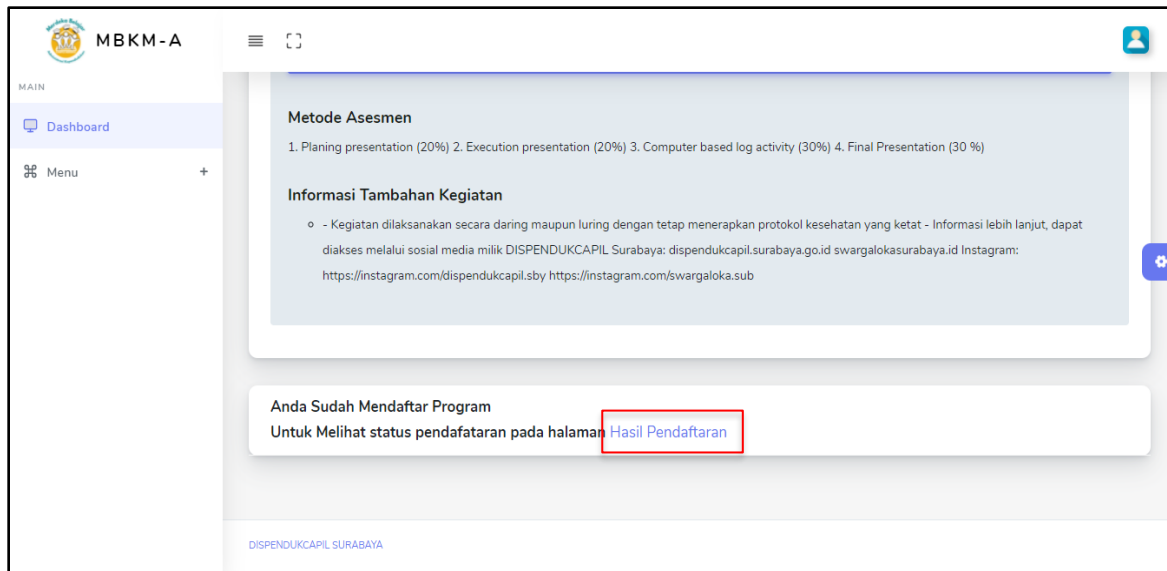 MBKM-A
MAIN
Dashboard
Menu +
Metode Asesmen
1. Planing presentation (20%) 2. Execution presentation (20%) 3. Computer based log activity (30%) 4. Final Presentation (30 %)
Informasi Tambahan Kegiatan
- Kegiatan dilaksanakan secara daring maupun luring dengan tetap menerapkan protokol kesehatan yang ketat - Informasi lebih lanjut, dapat
diakses melalui sosial media milik DISPENDUKCAPIL Surabaya: dispendukcapil.surabaya.go.id swargalokasurabaya.id Instagram:
https://instagram.com/dispendukcapil.sby https://instagram.com/swargaloka.sub
Anda Sudah Mendaftar Program
Untuk Melihat status pendafataran pada halaman Hasil Pendaftaran
DISPENDUKCAPIL SURABAYA